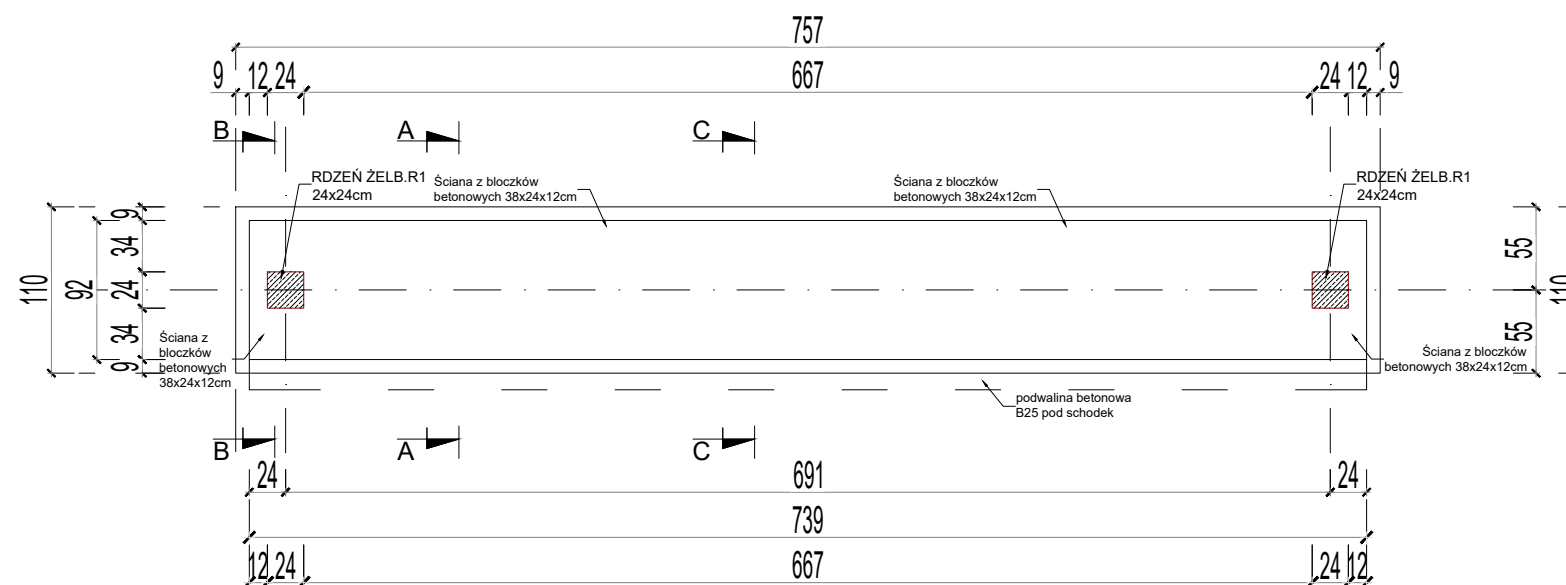 757
9 12 24 667 24 12 9
B A C
RDZEŃ ŻELB.R1
24x24cm
Ściana z bloczków
betonowych 38x24x12cm
Ściana z bloczków
betonowych 38x24x12cm
RDZEŃ ŻELB.R1
24x24cm
110
92
9
34
24
34
9
55
55
110
Ściana z
bloczków
betonowych
38x24x12cm
Ściana z bloczków
betonowych 38x24x12cm
podwalina betonowa
B25 pod schodek
B A C
24 691 24
739
12 24 667 24 12